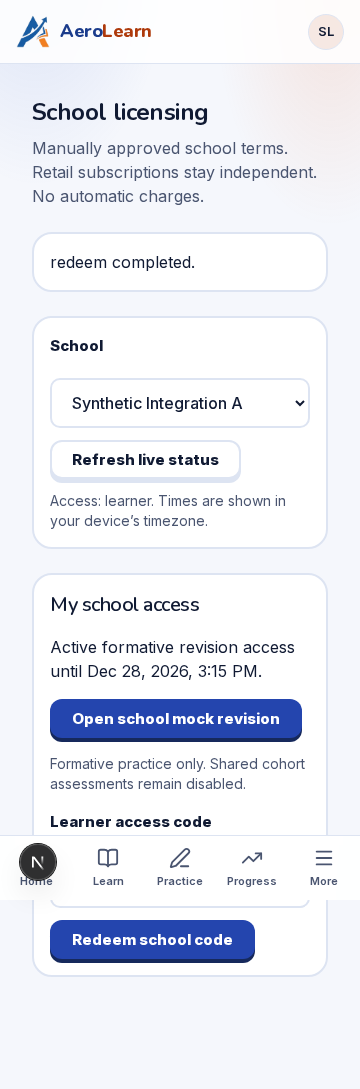 AeroLearn
SL
School licensing
Manually approved school terms.
Retail subscriptions stay independent.
No automatic charges.
redeem completed.
School
Synthetic Integration A
Refresh live status
Access: learner. Times are shown in
your device’s timezone.
My school access
Active formative revision access
until Dec 28, 2026, 3:15 PM.
Open school mock revision
Formative practice only. Shared cohort
assessments remain disabled.
Learner access code
N
Home
Learn
Practice
Progress
More
Redeem school code